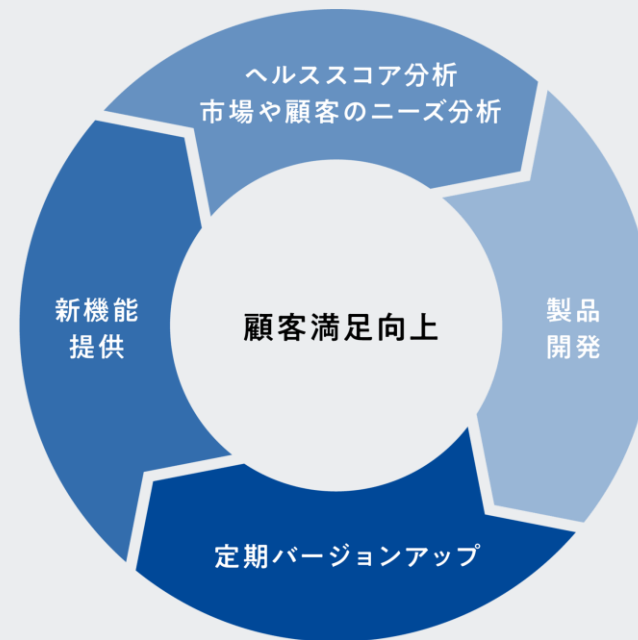 ヘルススコア分析
市場や顧客のニーズ分析
新機能
提供
顧客満足向上
製品
開発
定期バージョンアップ